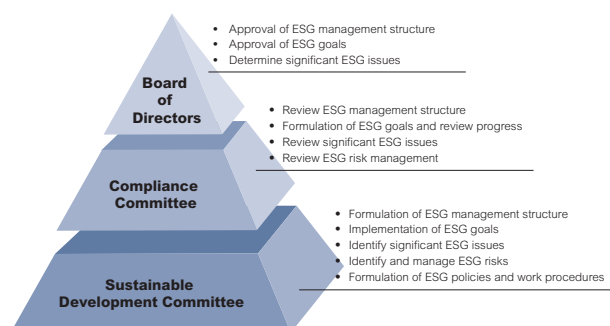 • Approval of ESG management structure
• Approval of ESG goals
• Determine significant ESG issues
Board
of
Directors
• Review ESG management structure
• Formulation of ESG goals and review progress
• Review significant ESG issues
• Review ESG risk management
Compliance
Committee
• Formulation of ESG management structure
• Implementation of ESG goals
• Identify significant ESG issues
• Identify and manage ESG risks
• Formulation of ESG policies and work procedures
Sustainable
Development Committee